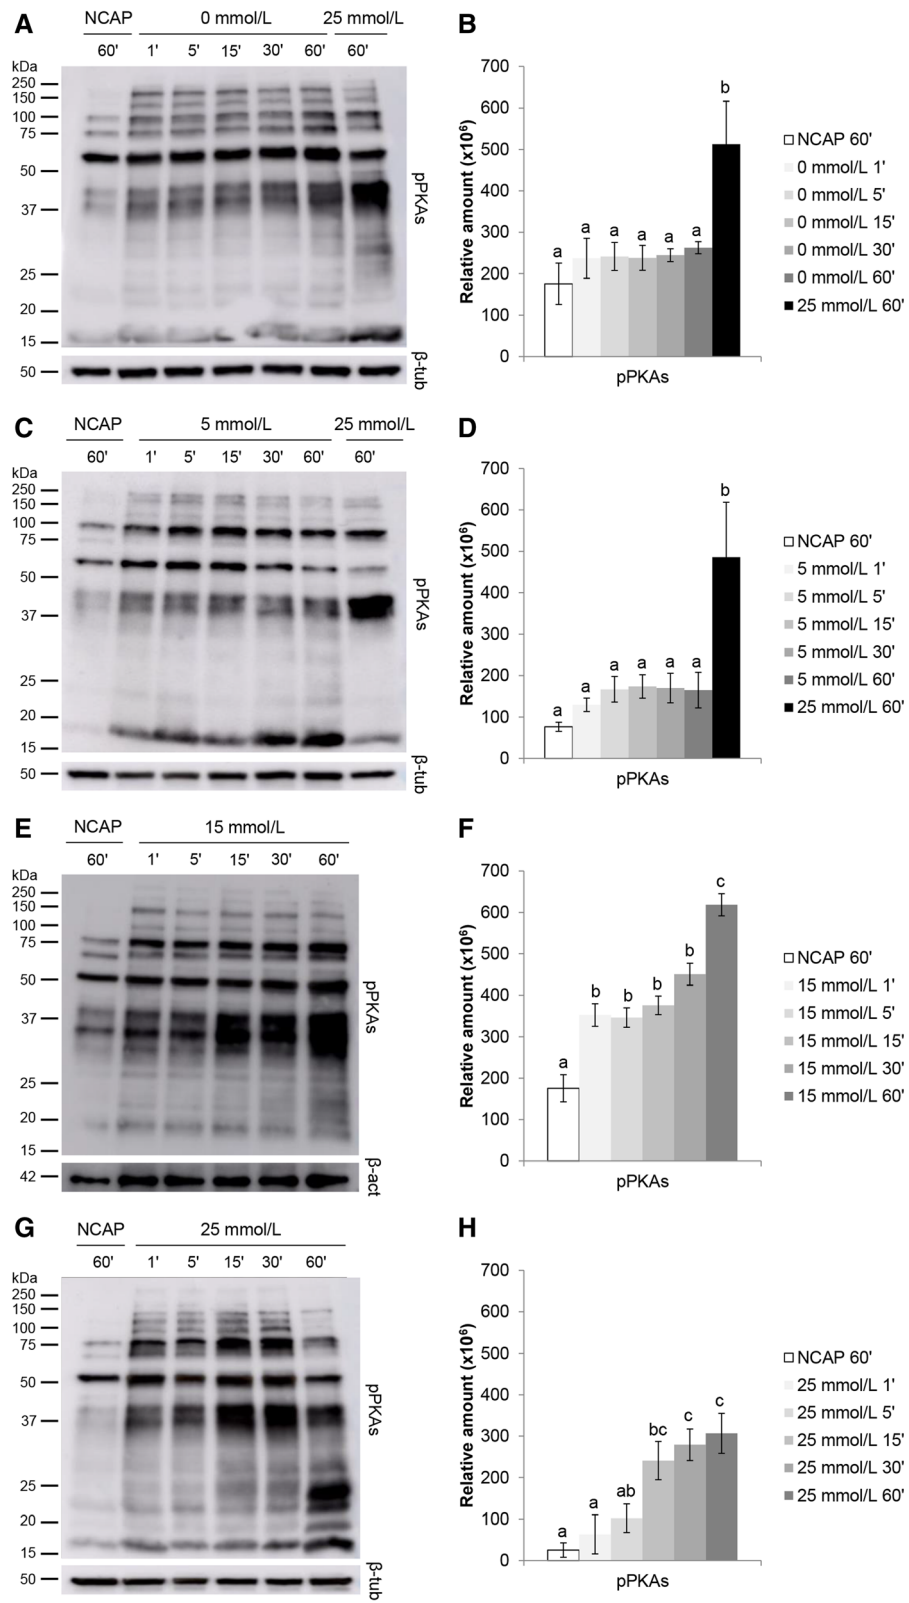 A
NCAP 0 mmol/L 25 mmol/L
60' 1' 5' 15' 30' 60' 60'
kDa
250
150
100
75
50
37
25
20
15
pPKAs
50
β-tub
B
Relative amount (x10⁶)
700
600
500
400
300
200
100
0
a a a a a a b
pPKAs
NCAP 60'
0 mmol/L 1'
0 mmol/L 5'
0 mmol/L 15'
0 mmol/L 30'
0 mmol/L 60'
25 mmol/L 60'
C
NCAP 5 mmol/L 25 mmol/L
60' 1' 5' 15' 30' 60' 60'
kDa
250
150
100
75
50
37
25
20
15
pPKAs
50
β-tub
D
Relative amount (x10⁶)
700
600
500
400
300
200
100
0
a a a a a a b
pPKAs
NCAP 60'
5 mmol/L 1'
5 mmol/L 5'
5 mmol/L 15'
5 mmol/L 30'
5 mmol/L 60'
25 mmol/L 60'
E
NCAP 15 mmol/L
60' 1' 5' 15' 30' 60'
kDa
250
150
100
75
50
37
25
20
15
pPKAs
42
β-act
F
Relative amount (x10⁶)
700
600
500
400
300
200
100
0
a b b b b c
pPKAs
NCAP 60'
15 mmol/L 1'
15 mmol/L 5'
15 mmol/L 15'
15 mmol/L 30'
15 mmol/L 60'
G
NCAP 25 mmol/L
60' 1' 5' 15' 30' 60'
kDa
250
150
100
75
50
37
25
20
15
pPKAs
50
β-tub
H
Relative amount (x10⁶)
700
600
500
400
300
200
100
0
a a ab bc c c
pPKAs
NCAP 60'
25 mmol/L 1'
25 mmol/L 5'
25 mmol/L 15'
25 mmol/L 30'
25 mmol/L 60'